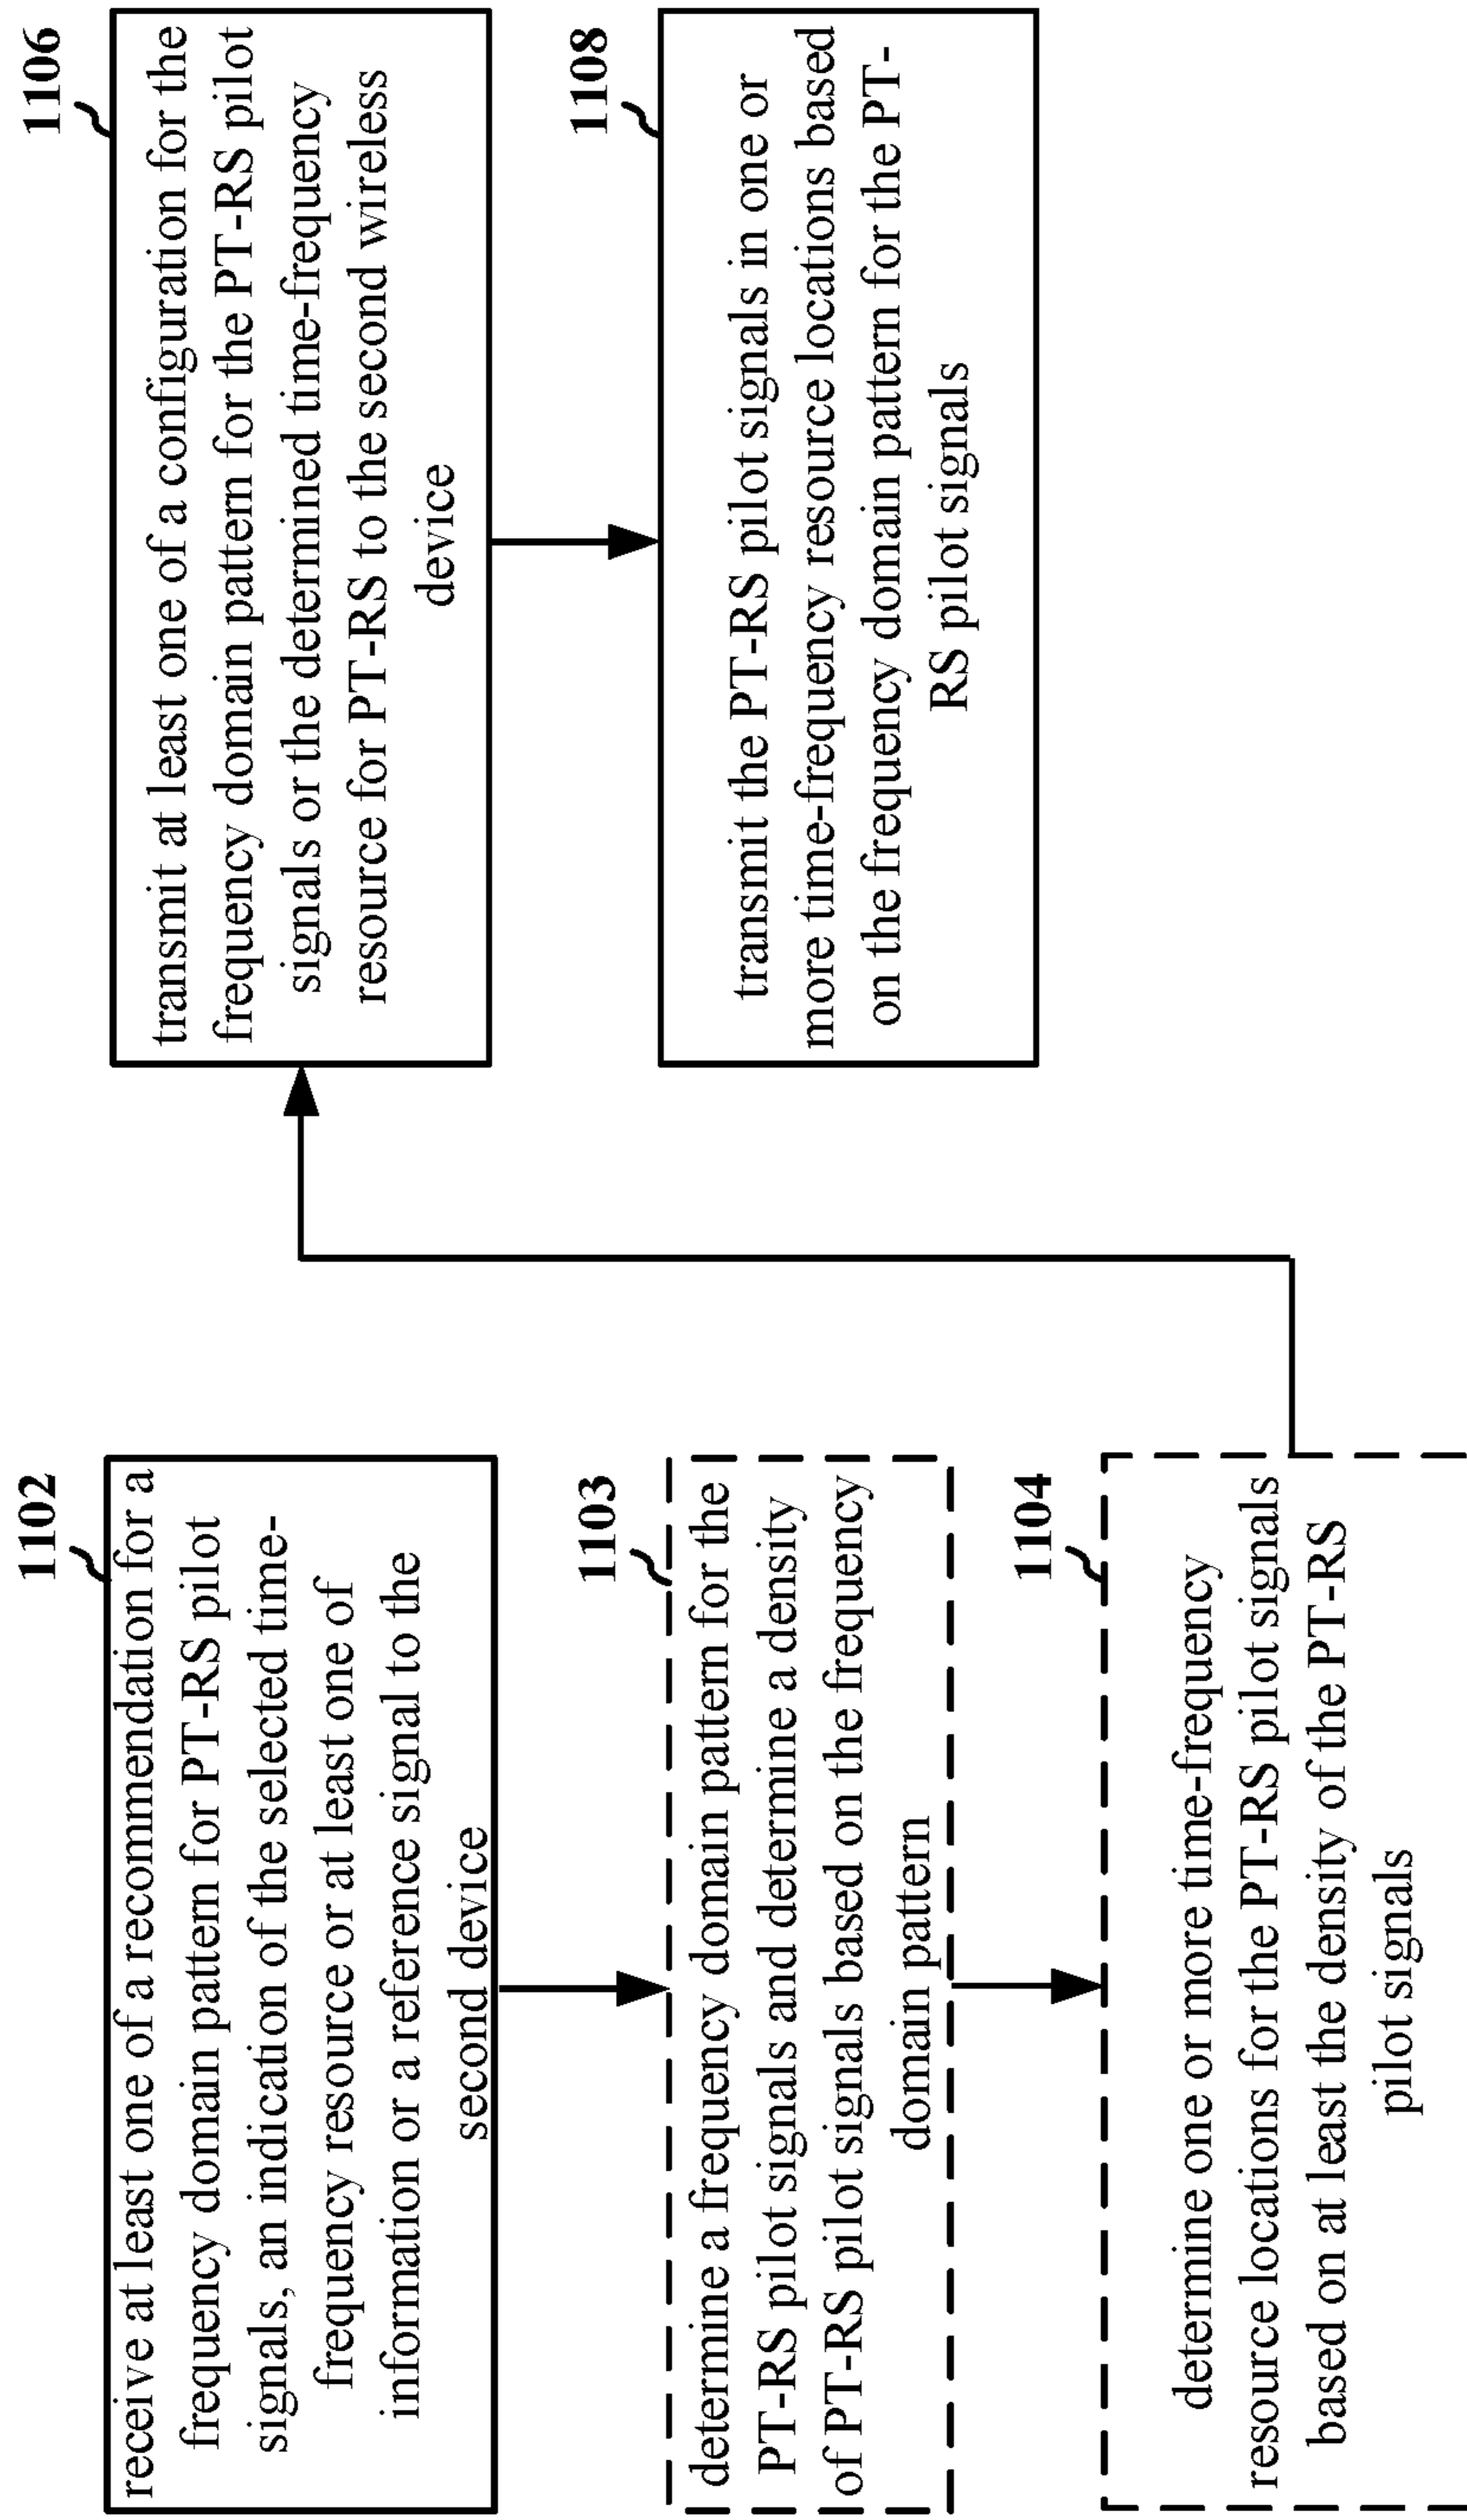 1102
receive at least one of a recommendation for a
frequency domain pattern for PT-RS pilot
signals, an indication of the selected time-
frequency resource or at least one of
information or a reference signal to the
second device
1103
determine a frequency domain pattern for the
PT-RS pilot signals and determine a density
of PT-RS pilot signals based on the frequency
domain pattern
1104
determine one or more time-frequency
resource locations for the PT-RS pilot signals
based on at least the density of the PT-RS
pilot signals
1106
transmit at least one of a configuration for the
frequency domain pattern for the PT-RS pilot
signals or the determined time-frequency
resource for PT-RS to the second wireless
device
1108
transmit the PT-RS pilot signals in one or
more time-frequency resource locations based
on the frequency domain pattern for the PT-
RS pilot signals